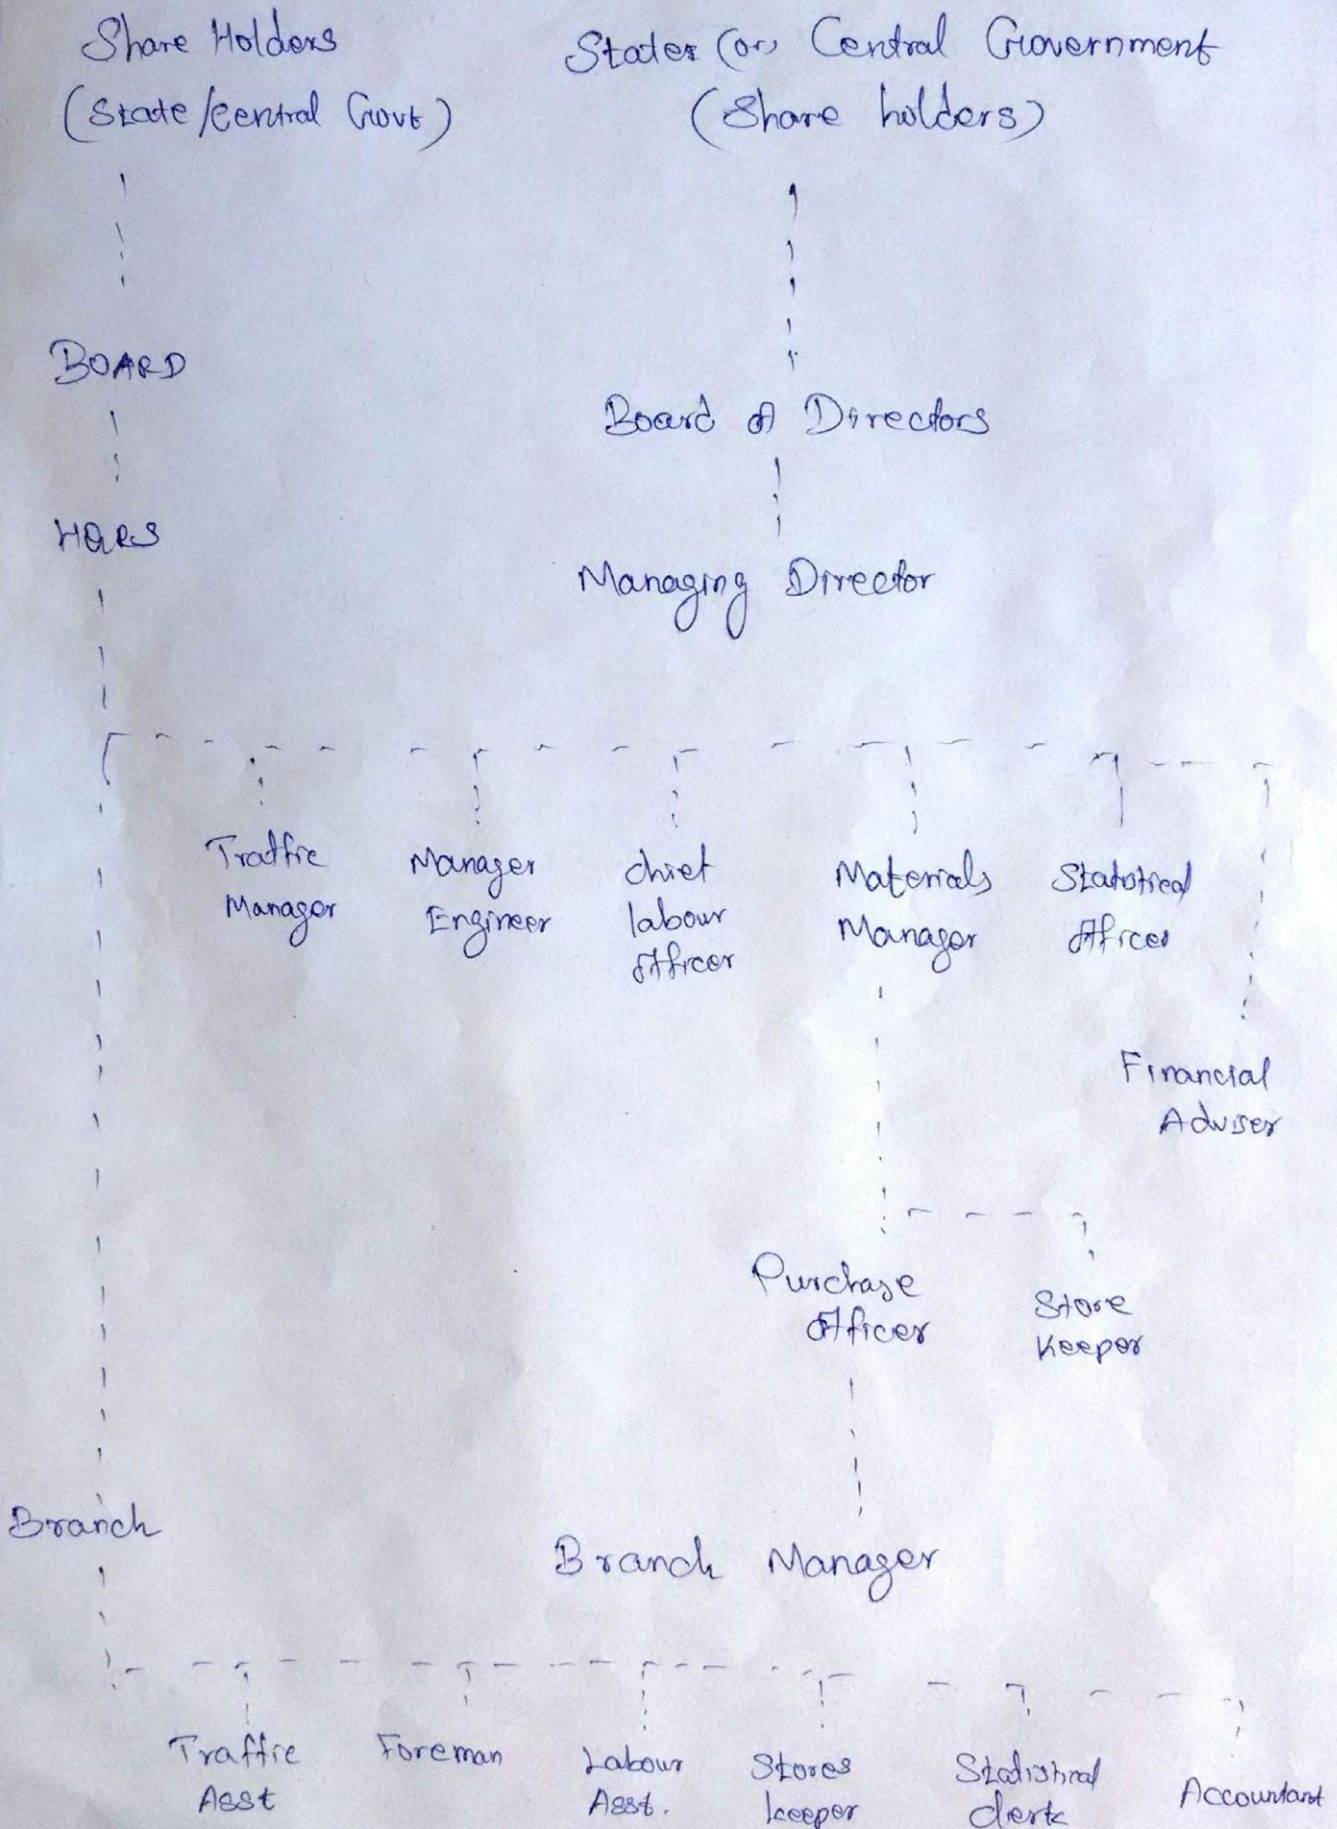 Share Holders
(State/Central Govt)
States (or) Central Government
(Share holders)
BOARD
Board of Directors
HQRS
Managing Director
Traffic
Manager
Manager
Engineer
chief
labour
officer
Materials
Manager
Statistical
officer
Financial
Adviser
Purchase
officer
Store
Keeper
Branch
Branch Manager
Traffic
Asst
Foreman
Labour
Asst.
Stores
keeper
Statistical
clerk
Accountant